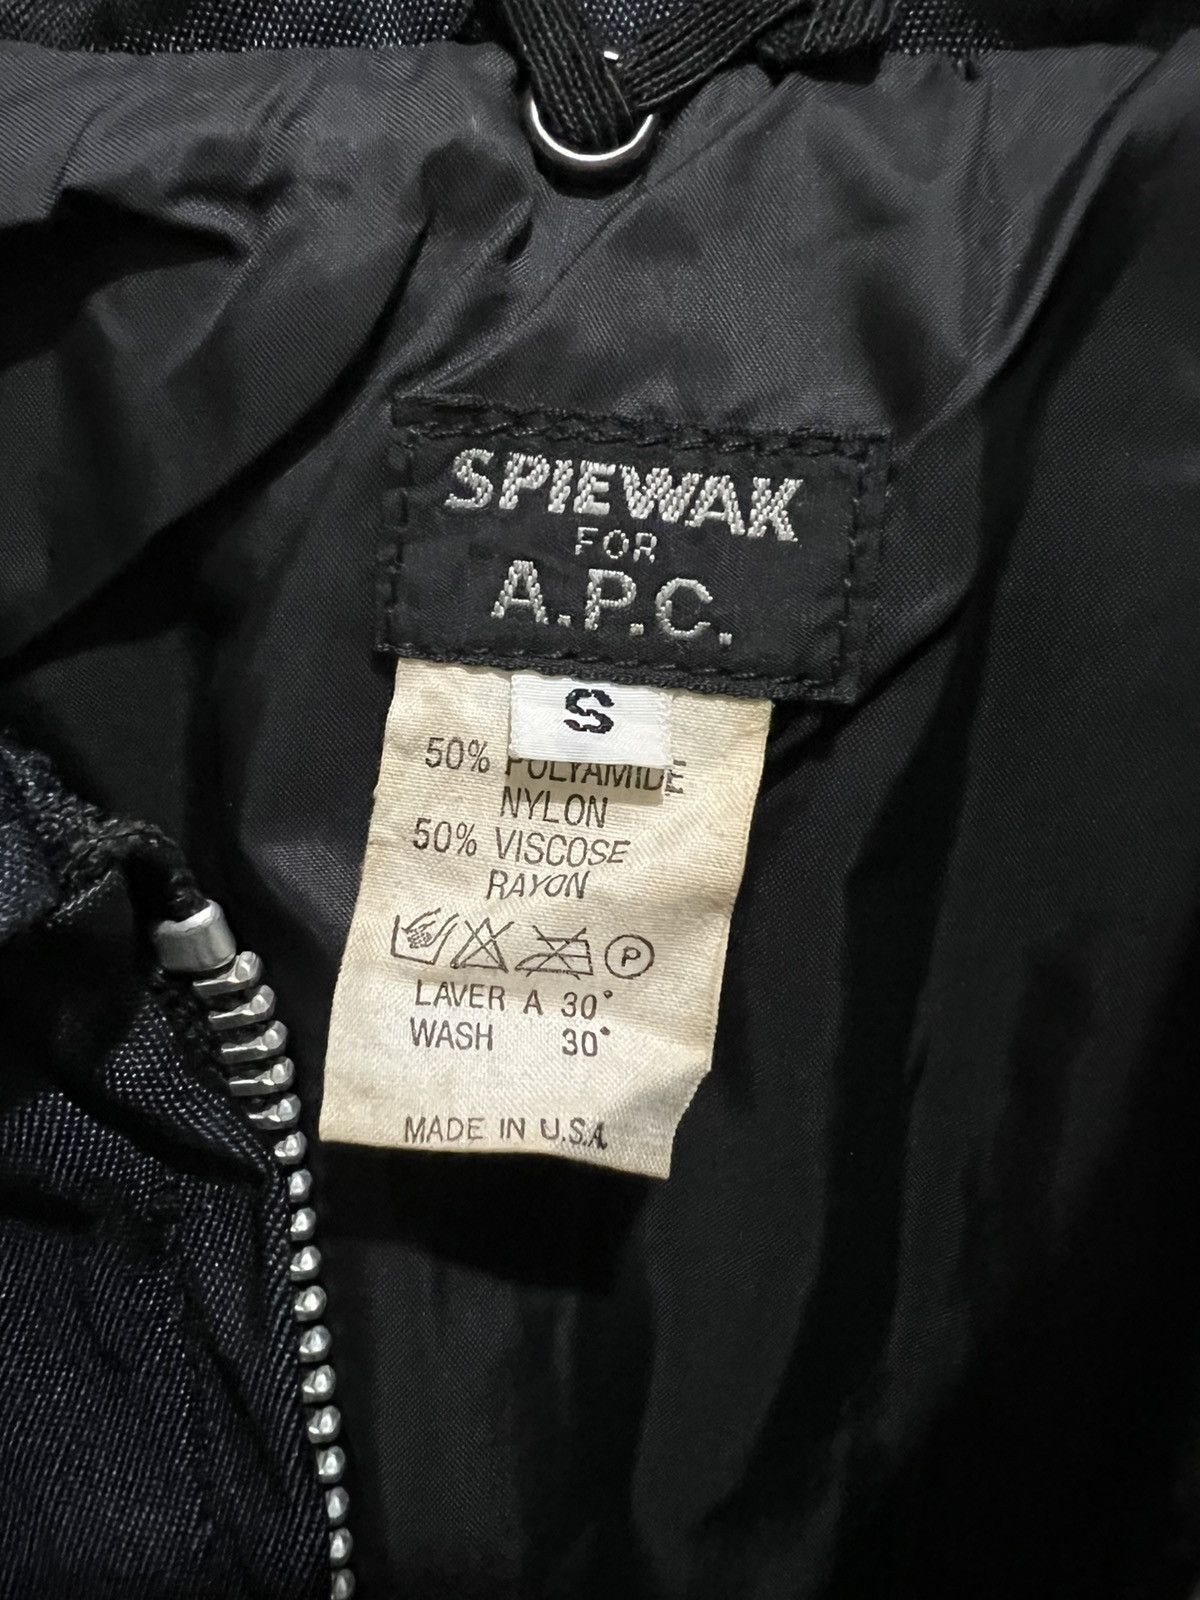 SPIEWAK
FOR
A.P.C.
S
50% POLYAMIDE
NYLON
50% VISCOSE
RAYON
P
LAVER A 30°
WASH 30°
MADE IN U.S.A.